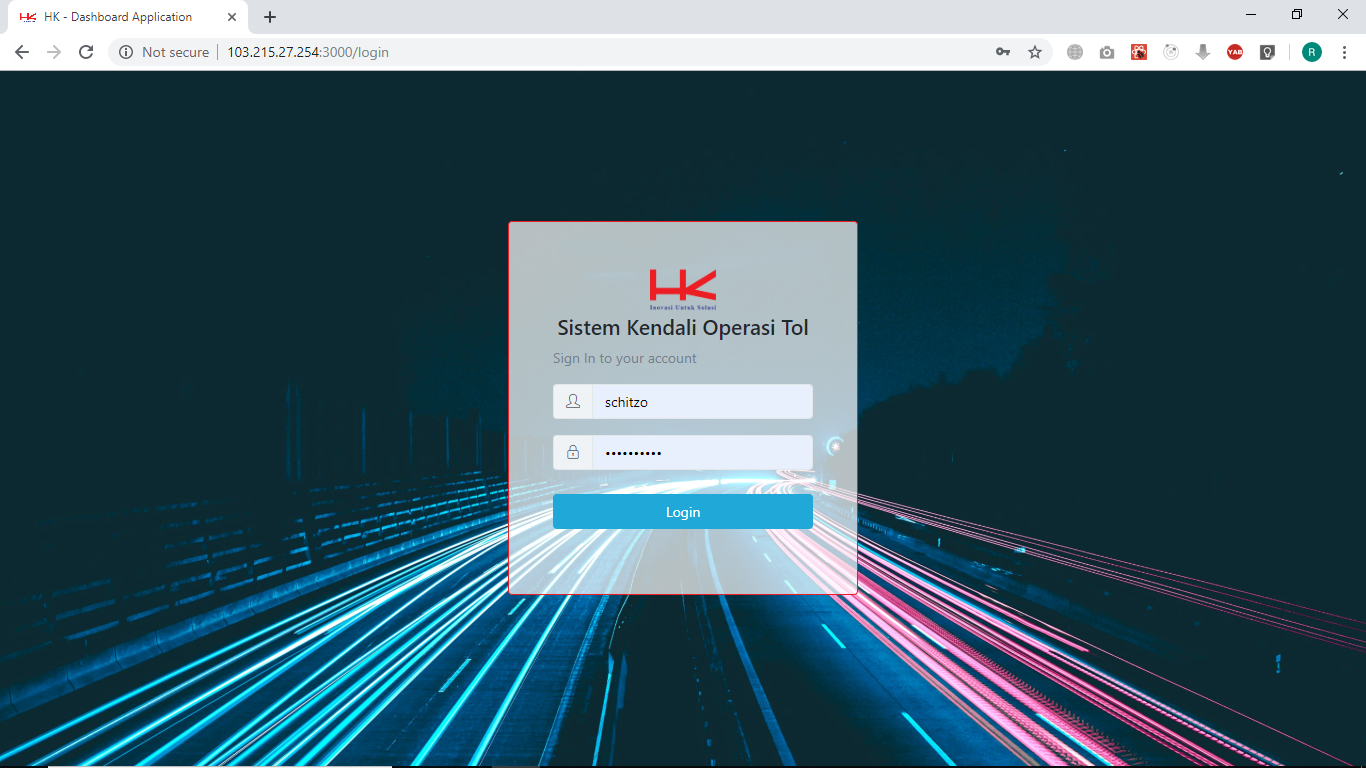 HK - Dashboard Application
Not secure
103.215.27.254:3000/login
YAB
R
HK
Inovasi Untuk Solusi
Sistem Kendali Operasi Tol
Sign In to your account
schitzo
••••••••••
Login